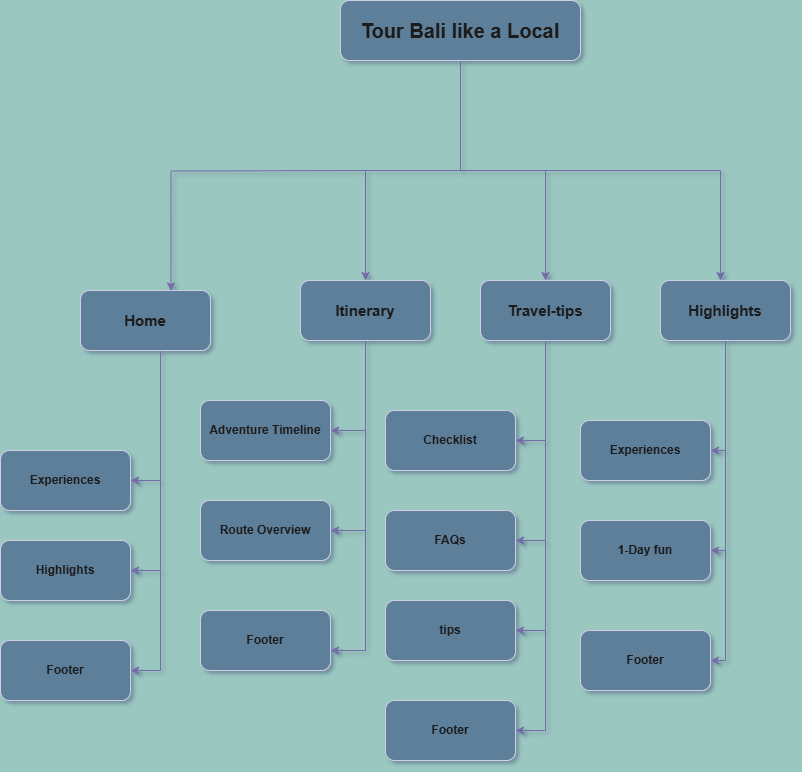 Tour Bali like a Local
Home
Itinerary
Travel-tips
Highlights
Experiences
Highlights
Footer
Adventure Timeline
Route Overview
Footer
Checklist
FAQs
tips
Footer
Experiences
1-Day fun
Footer